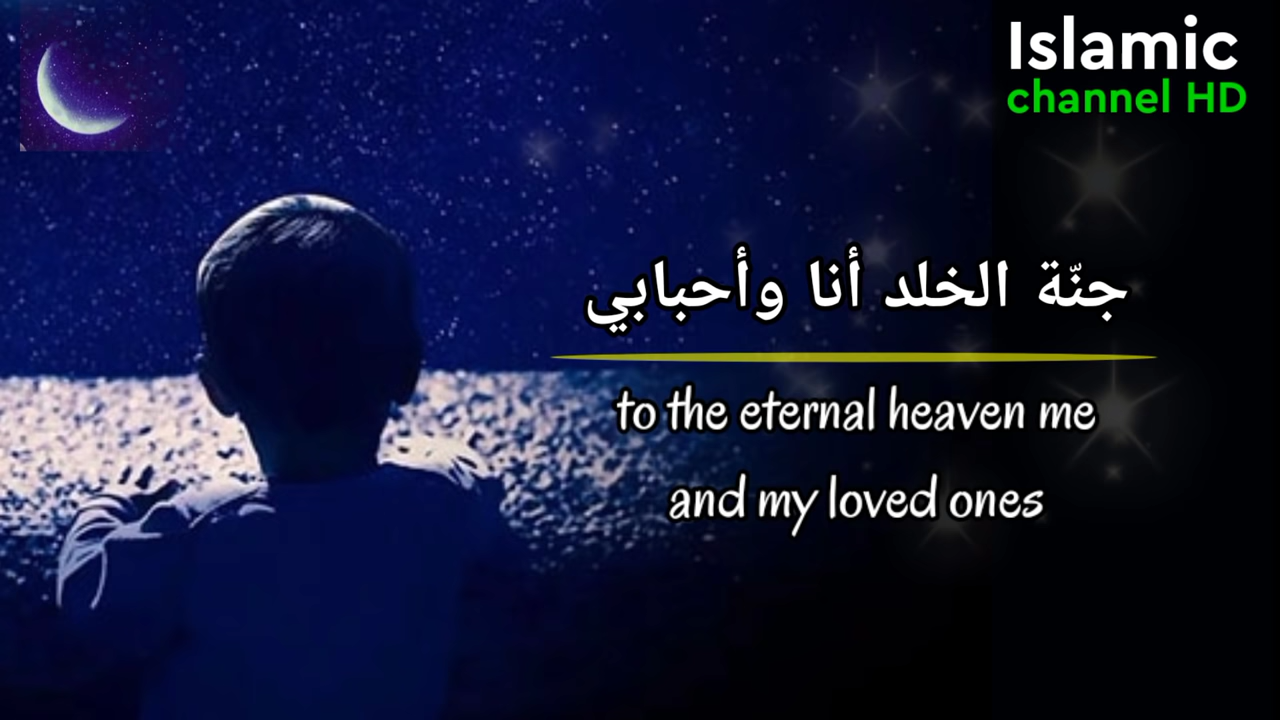 Islamic
channel HD
جنّة الخلد أنا وأحبابي
to the eternal heaven me
and my loved ones